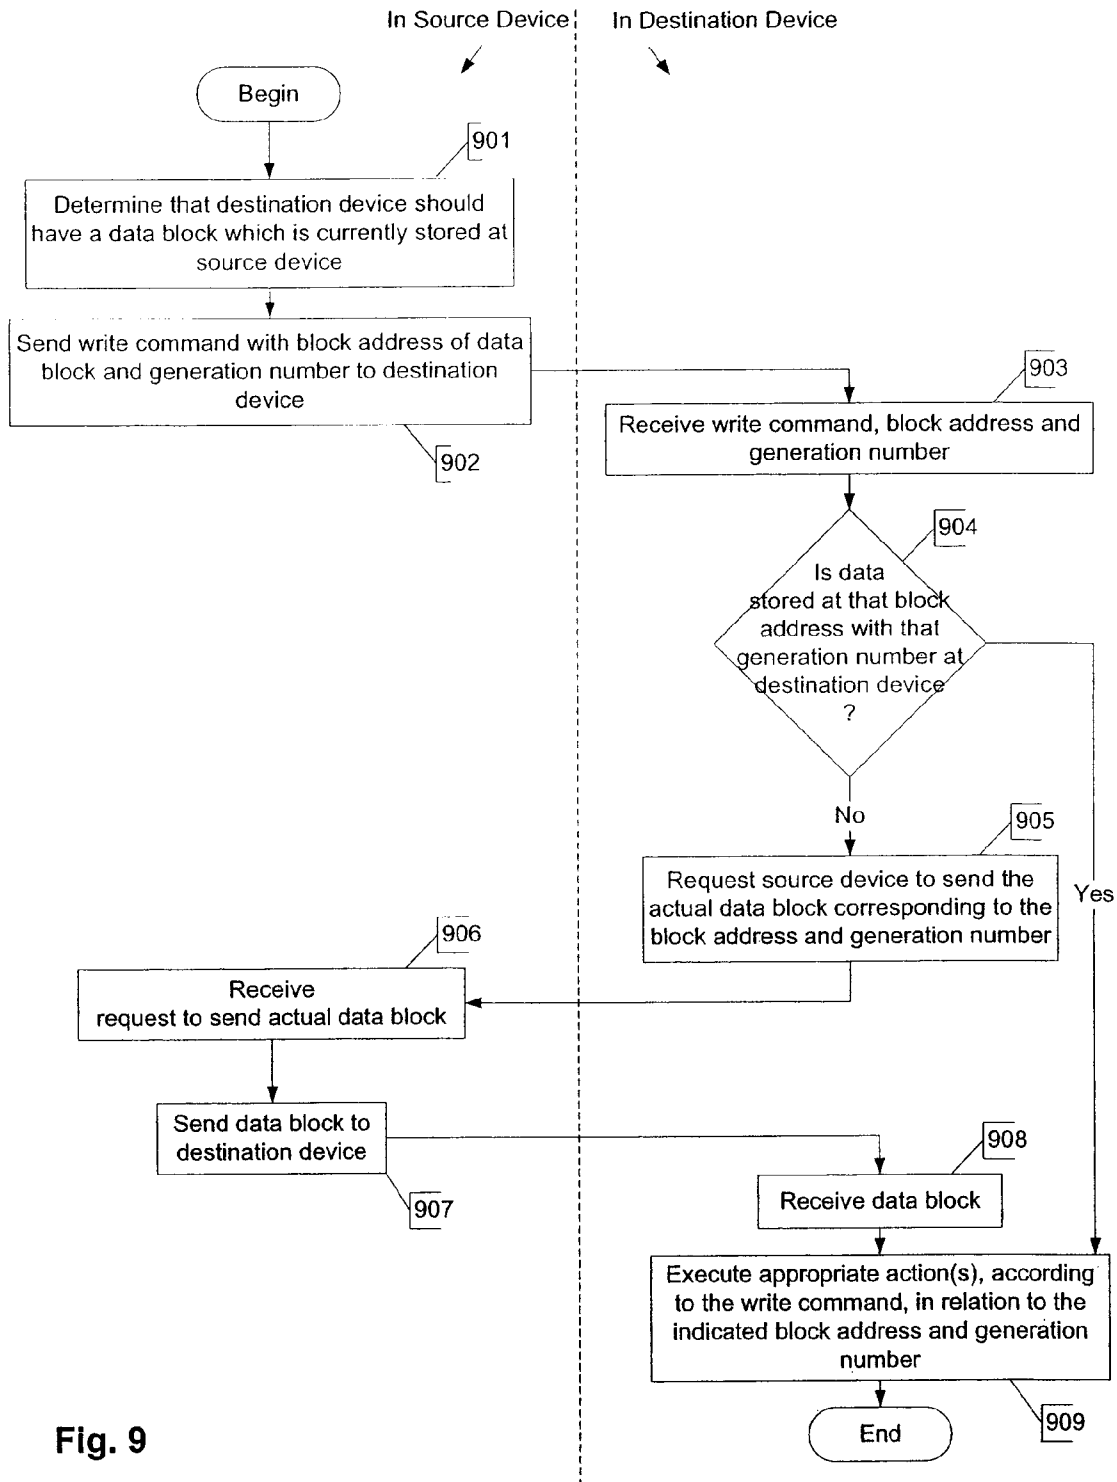 In Source Device
In Destination Device
Begin
901
Determine that destination device should
have a data block which is currently stored at
source device
Send write command with block address of data
block and generation number to destination
device
902
903
Receive write command, block address and
generation number
904
Is data
stored at that block
address with that
generation number at
destination device
?
No
Yes
905
Request source device to send the
actual data block corresponding to the
block address and generation number
906
Receive
request to send actual data block
Send data block to
destination device
907
908
Receive data block
Execute appropriate action(s), according
to the write command, in relation to the
indicated block address and generation
number
909
End
Fig. 9